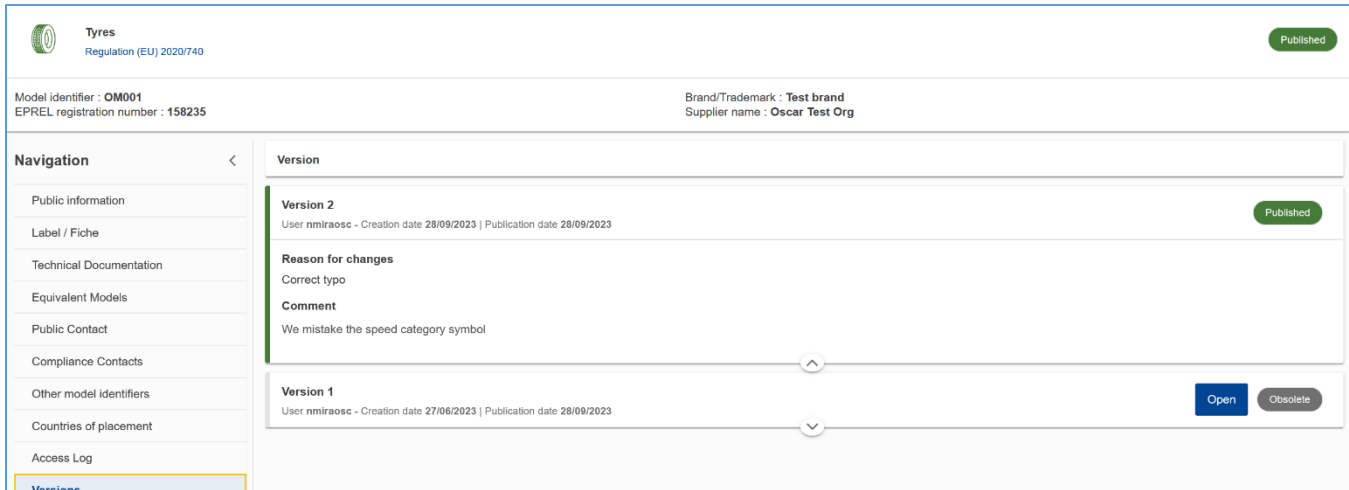 Tyres
Regulation (EU) 2020/740
Published
Model identifier : OM001
EPREL registration number : 158235
Brand/Trademark : Test brand
Supplier name : Oscar Test Org
Navigation
Public information
Label / Fiche
Technical Documentation
Equivalent Models
Public Contact
Compliance Contacts
Other model identifiers
Countries of placement
Access Log
Versions
Version
Version 2
User nmiraosc - Creation date 28/09/2023 | Publication date 28/09/2023
Published
Reason for changes
Correct typo
Comment
We mistake the speed category symbol
Version 1
User nmiraosc - Creation date 27/06/2023 | Publication date 28/09/2023
Open
Obsolete